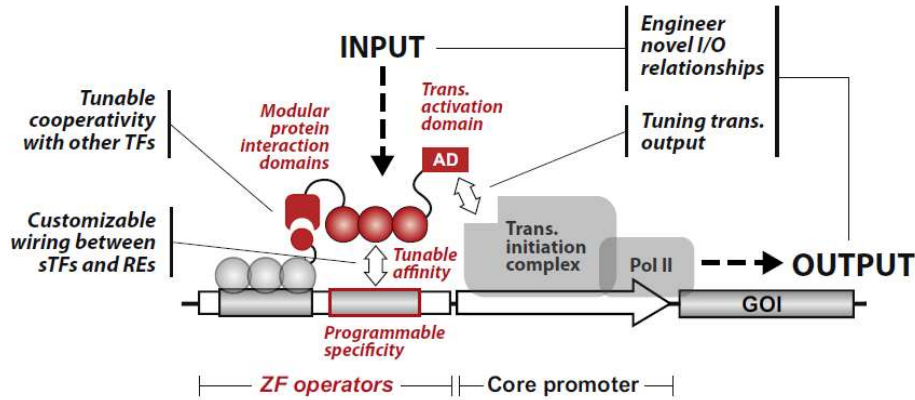 INPUT
Engineer
novel I/O
relationships
Tunable
cooperativity
with other TFs
Modular
protein
interaction
domains
Trans.
activation
domain
Tuning trans.
output
AD
Customizable
wiring between
sTFs and REs
Tunable
affinity
Trans.
initiation
complex
Pol II
OUTPUT
GOI
Programmable
specificity
ZF operators
Core promoter